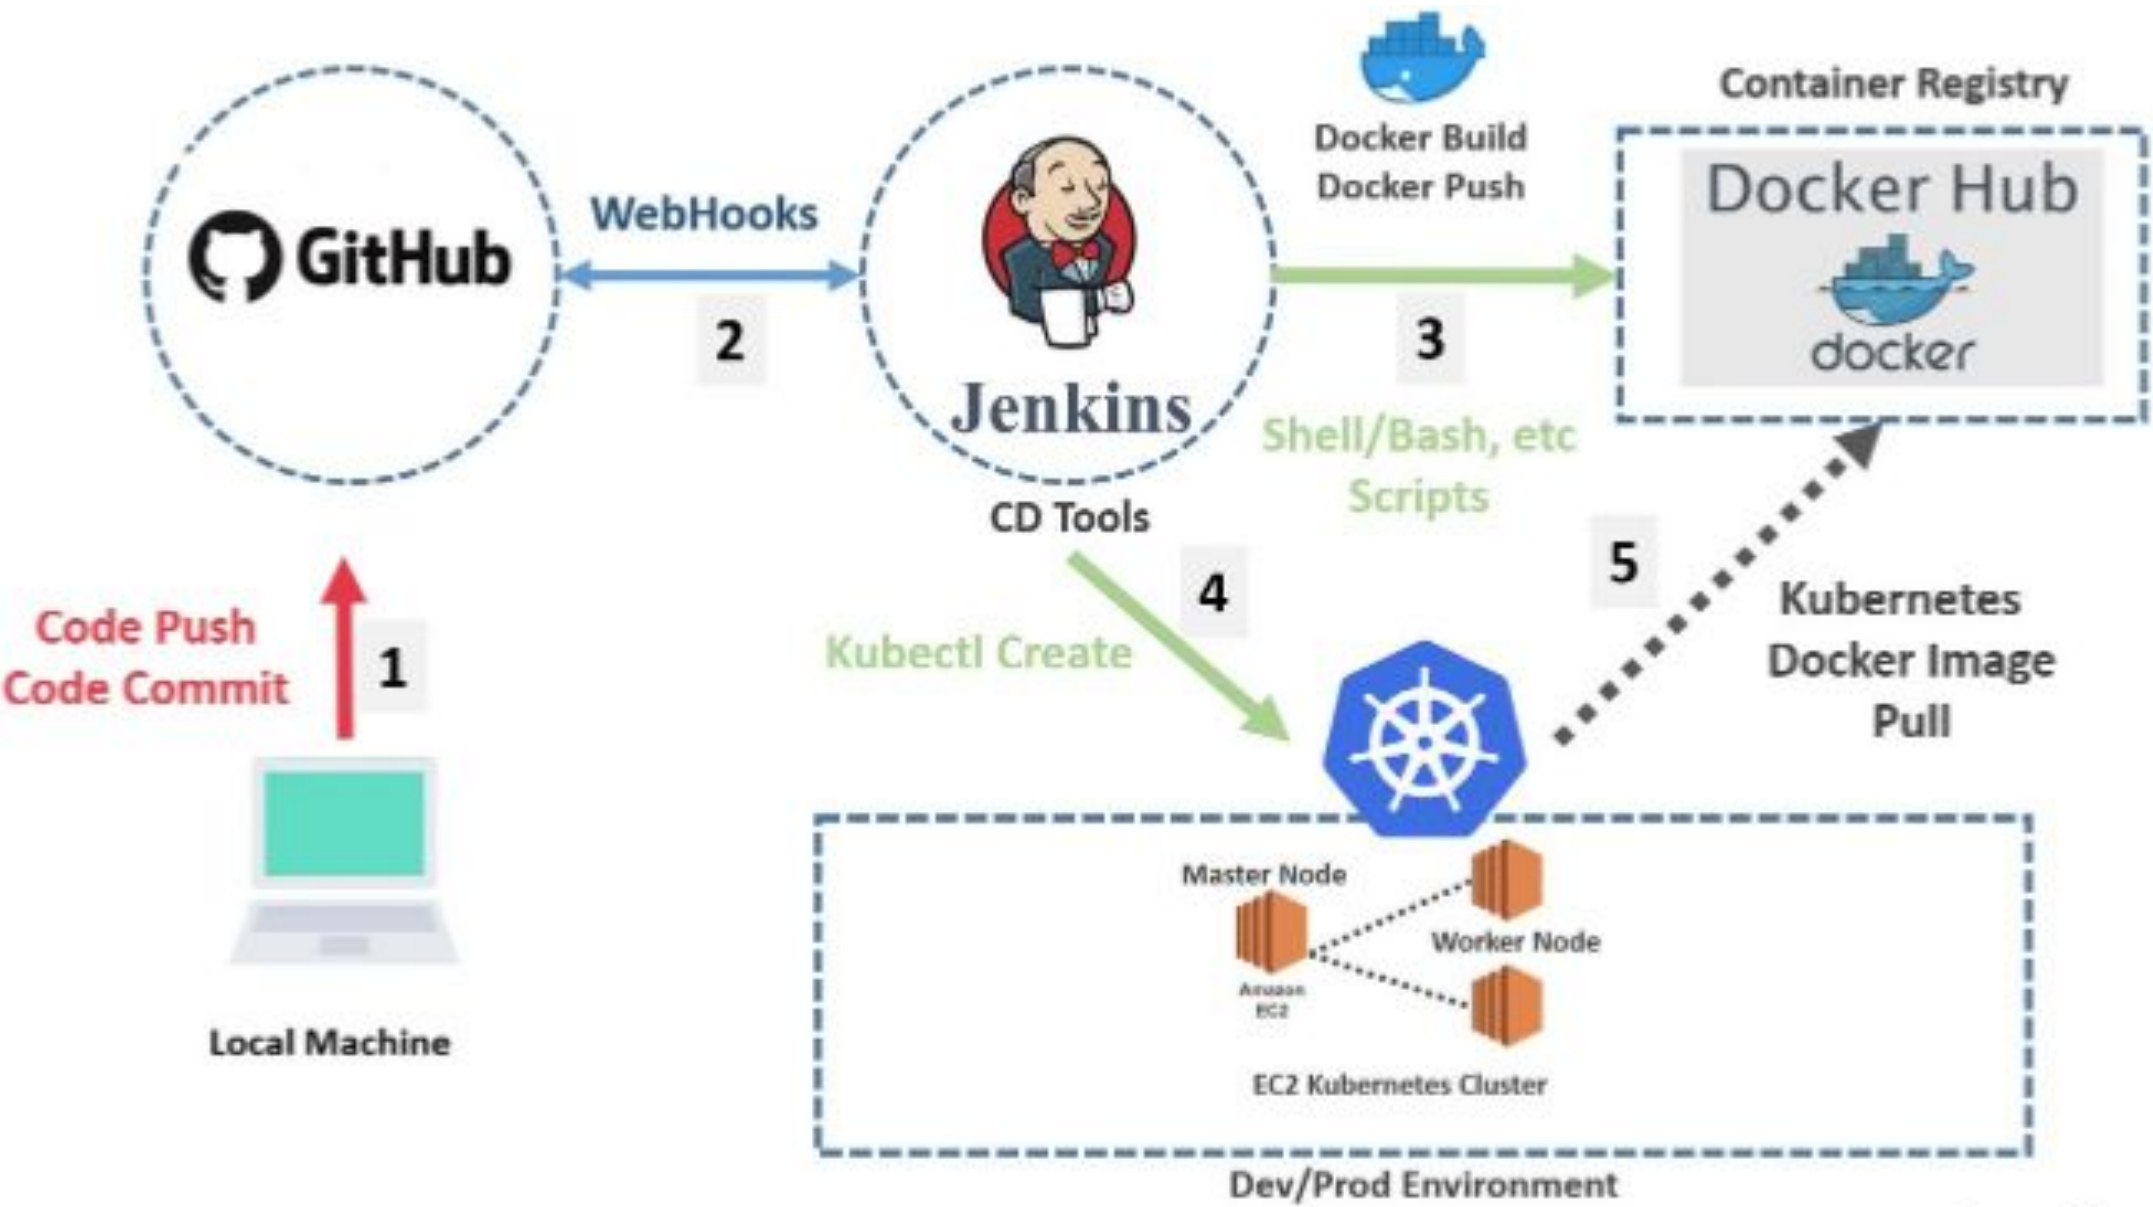 GitHub
WebHooks
2
Jenkins
CD Tools
Docker Build
Docker Push
3
Shell/Bash, etc
Scripts
Container Registry
Docker Hub
docker
Code Push
Code Commit
1
Local Machine
4
Kubectl Create
5
Kubernetes
Docker Image
Pull
Master Node
Amazon
EC2
Worker Node
EC2 Kubernetes Cluster
Dev/Prod Environment